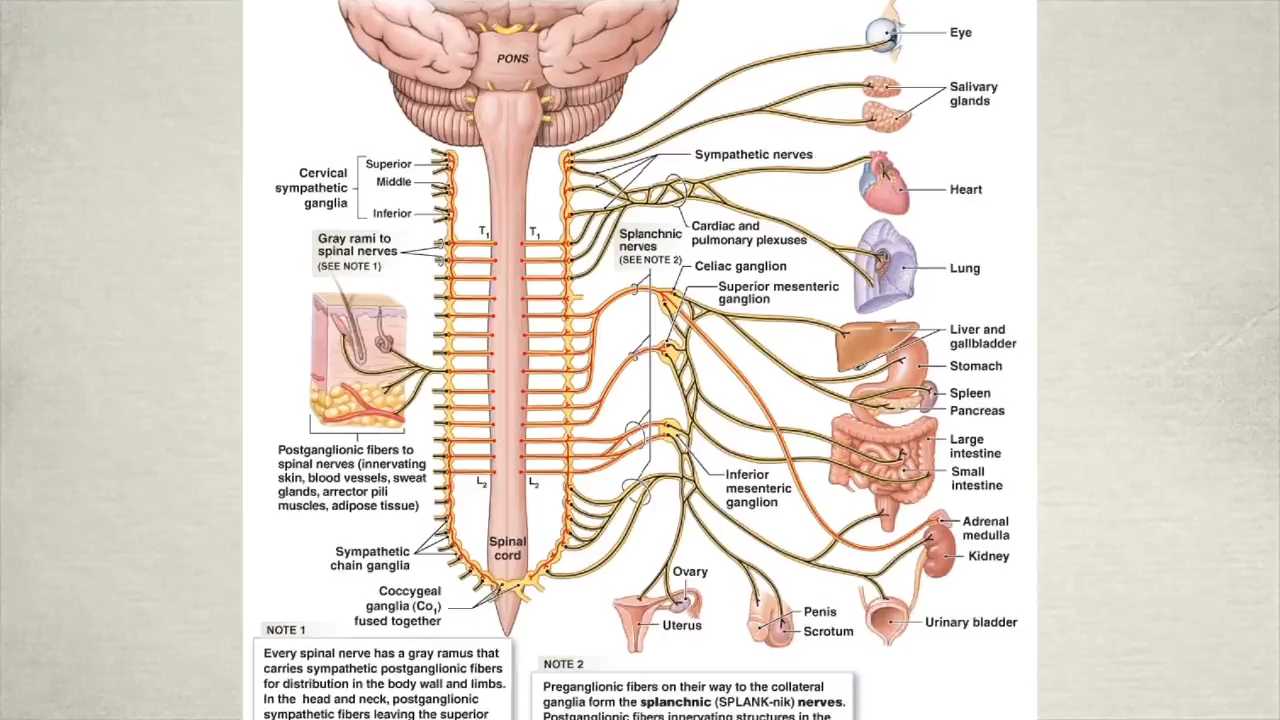 PONS
Eye
Salivary
glands
Sympathetic nerves
Cervical
sympathetic
ganglia
Superior
Middle
Inferior
Heart
Gray rami to
spinal nerves
(SEE NOTE 1)
T1
T1
Splanchnic
nerves
(SEE NOTE 2)
Cardiac and
pulmonary plexuses
Celiac ganglion
Superior mesenteric
ganglion
Lung
Liver and
gallbladder
Stomach
Spleen
Pancreas
Large
intestine
Small
intestine
Postganglionic fibers to
spinal nerves (innervating
skin, blood vessels, sweat
glands, arrector pili
muscles, adipose tissue)
L2
L2
Inferior
mesenteric
ganglion
Adrenal
medulla
Kidney
Spinal
cord
Sympathetic
chain ganglia
Coccygeal
ganglia (Co1)
fused together
Ovary
Uterus
Penis
Scrotum
Urinary bladder
NOTE 1
Every spinal nerve has a gray ramus that
carries sympathetic postganglionic fibers
for distribution in the body wall and limbs.
In the head and neck, postganglionic
sympathetic fibers leaving the superior
NOTE 2
Preganglionic fibers on their way to the collateral
ganglia form the splanchnic (SPLANK-nik) nerves.
Postganglionic fibers innervating structures in the